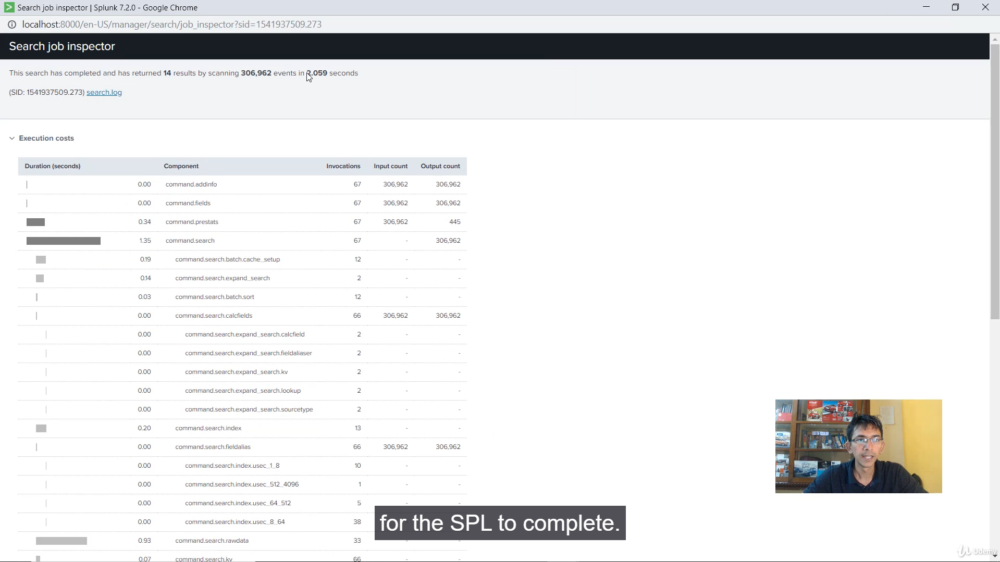 Search job inspector | Splunk 7.2.0 - Google Chrome
localhost:8000/en-US/manager/search/job_inspector?sid=1541937509.273
Search job inspector
This search has completed and has returned 14 results by scanning 306,962 events in 2.059 seconds
(SID: 1541937509.273) search.log
Execution costs
Duration (seconds) Component Invocations Input count Output count
0.00 command.addinfo 67 306,962 306,962
0.00 command.fields 67 306,962 306,962
0.34 command.prestats 67 306,962 445
1.35 command.search 67 - 306,962
0.19 command.search.batch.cache_setup 12 - -
0.14 command.search.expand_search 2 - -
0.03 command.search.batch.sort 12 - -
0.00 command.search.calcfields 66 306,962 306,962
0.00 command.search.expand_search.calcfield 2 - -
0.00 command.search.expand_search.fieldaliaser 2 - -
0.00 command.search.expand_search.kv 2 - -
0.00 command.search.expand_search.lookup 2 - -
0.00 command.search.expand_search.sourcetype 2 - -
0.20 command.search.index 13 - -
0.00 command.search.fieldalias 66 306,962 306,962
0.00 command.search.index.usec_1_8 10 - -
0.00 command.search.index.usec_512_4096 1 - -
0.00 command.search.index.usec_64_512 5 - -
0.00 command.search.index.usec_8_64 38
for the SPL to complete.
0.93 command.search.rawdata 33
0.07 command.search.kv 66
Udemy